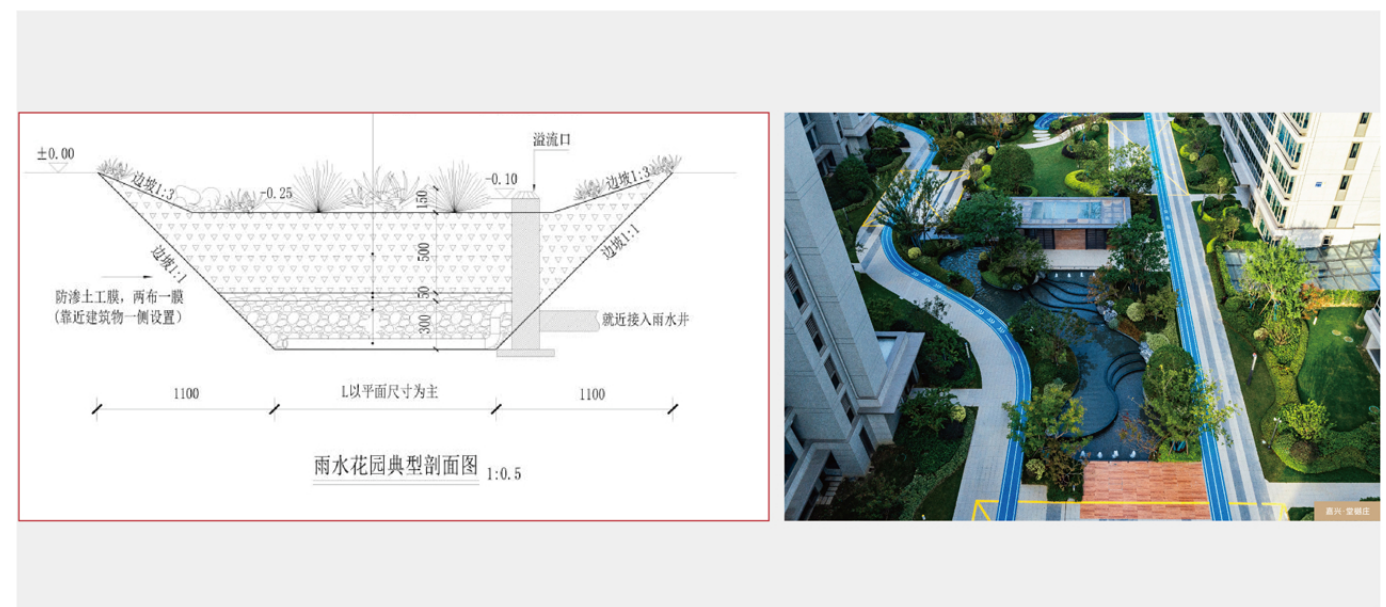 溢流口
±0.00
边坡1:3
-0.25
-0.10
边坡1:3
150
边坡1:1
500
边坡1:1
防渗土工膜，两布一膜
(靠近建筑物一侧设置)
50
300
就近接入雨水井
1100
L以平面尺寸为主
1100
雨水花园典型剖面图 1:0.5